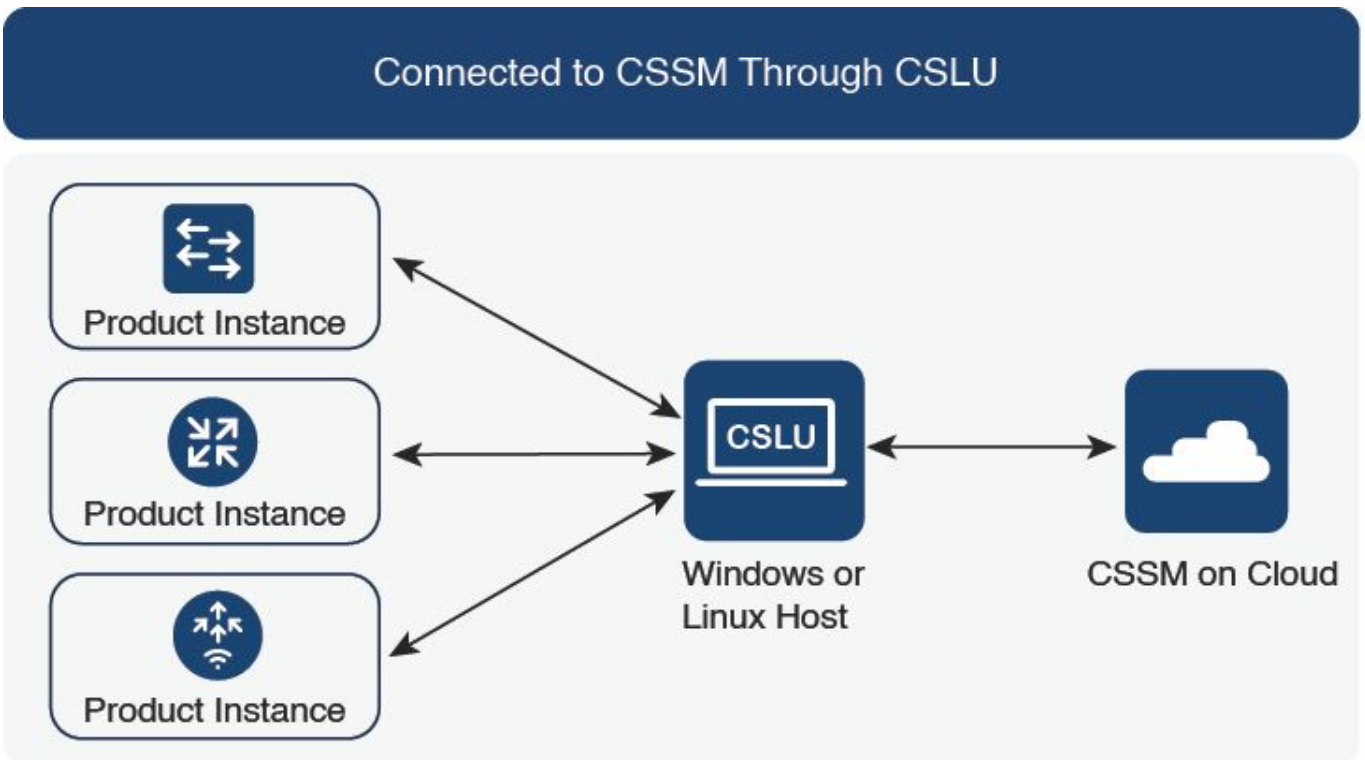 Connected to CSSM Through CSLU
Product Instance
Product Instance
Product Instance
CSLU
Windows or
Linux Host
CSSM on Cloud